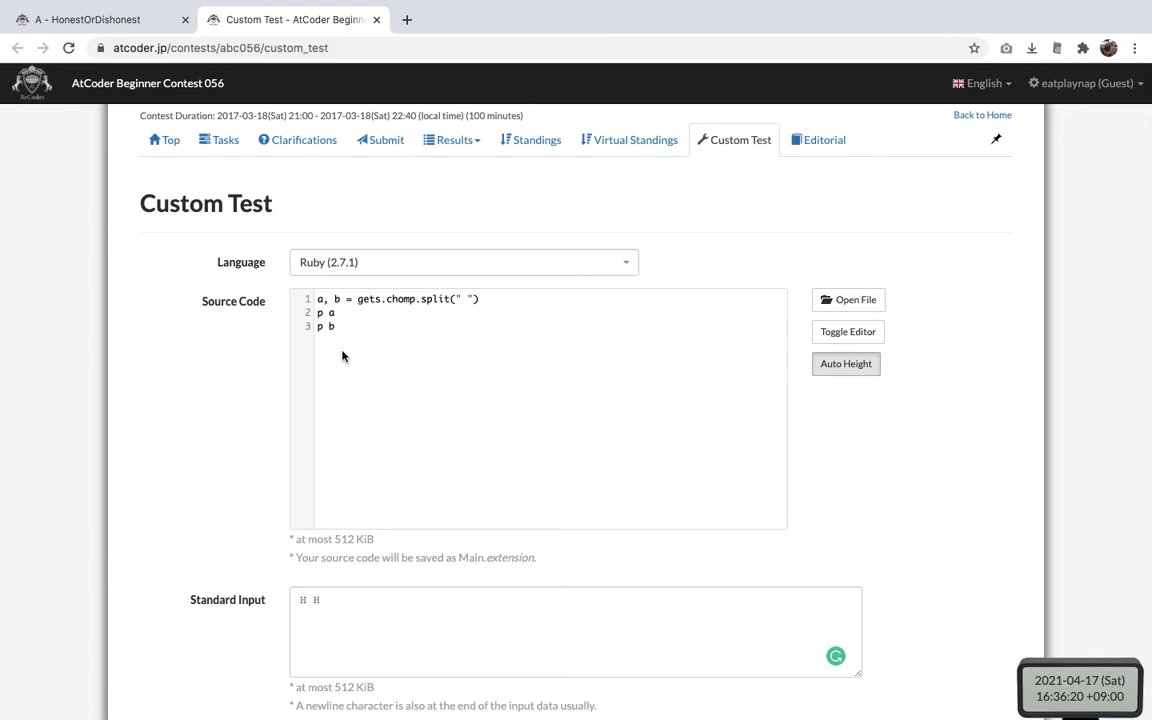 A - HonestOrDishonest
Custom Test - AtCoder Beginn
atcoder.jp/contests/abc056/custom_test
AtCoder Beginner Contest 056
English
eatplaynap (Guest)
Contest Duration: 2017-03-18(Sat) 21:00 - 2017-03-18(Sat) 22:40 (local time) (100 minutes)
Back to Home
Top
Tasks
Clarifications
Submit
Results
Standings
Virtual Standings
Custom Test
Editorial
Custom Test
Language
Ruby (2.7.1)
Source Code
1 a, b = gets.chomp.split(" ")
2 p a
3 p b
Open File
Toggle Editor
Auto Height
* at most 512 KiB
* Your source code will be saved as Main.extension.
Standard Input
H H
* at most 512 KiB
* A newline character is also at the end of the input data usually.
2021-04-17 (Sat)
16:36:20 +09:00